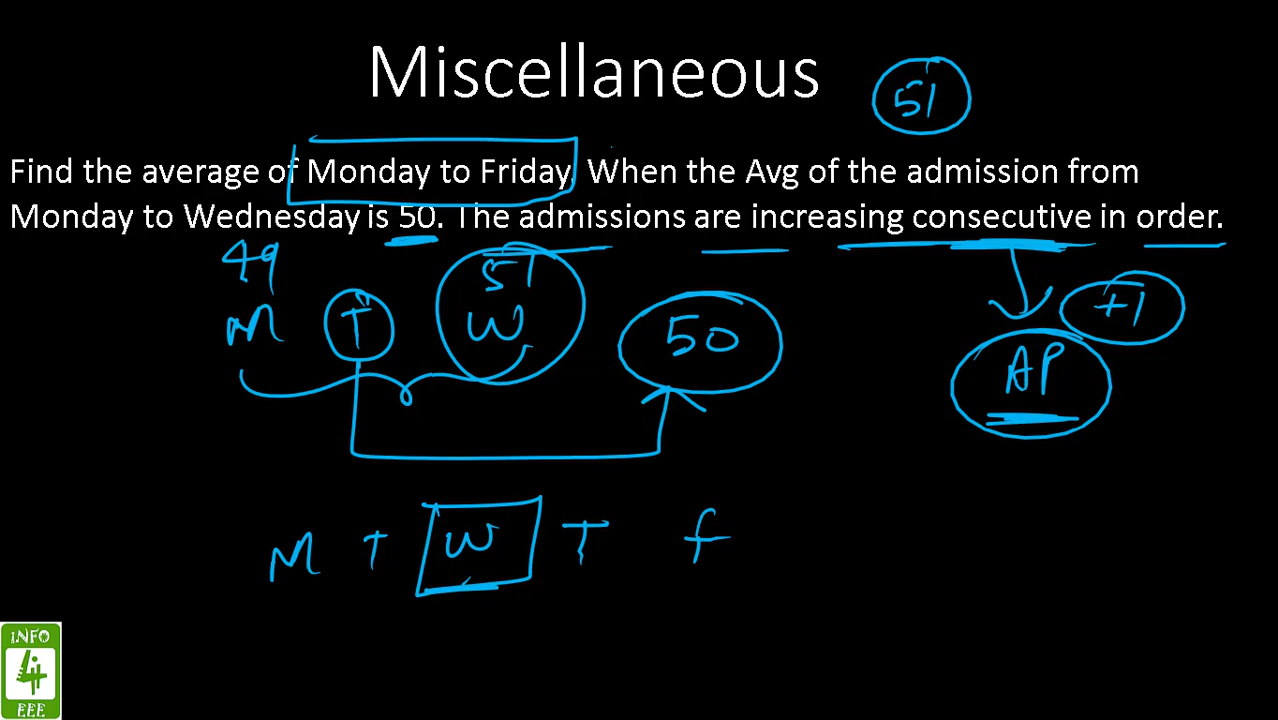 Miscellaneous
51
Find the average of Monday to Friday, When the Avg of the admission from
Monday to Wednesday is 50. The admissions are increasing consecutive in order.
49 51
M T W 50 +1
AP
M T W T f
iNFO
4
EEE